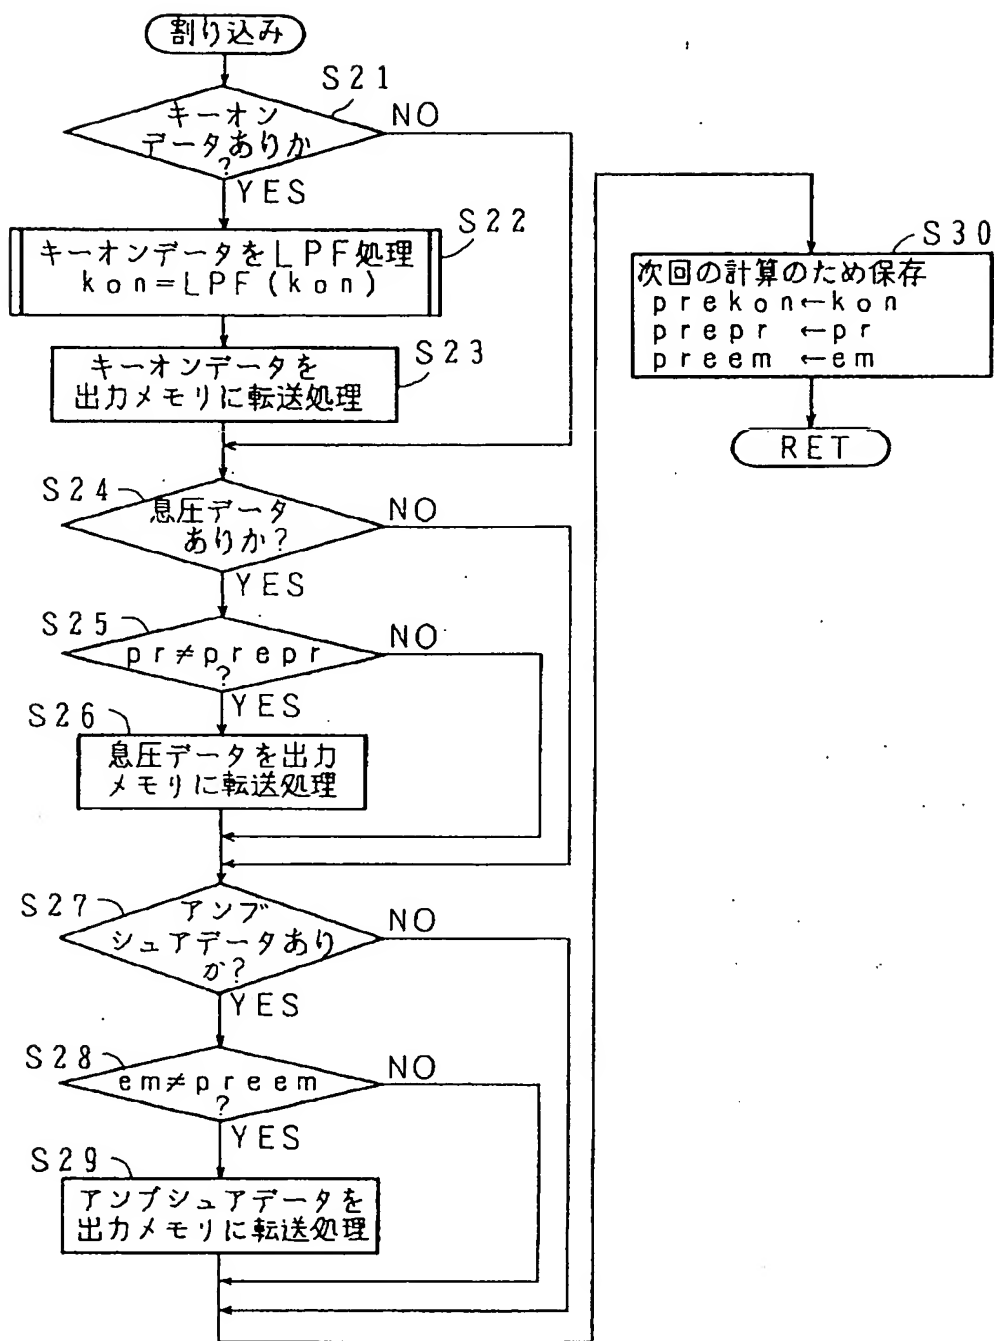 割り込み
S21
キーオン
データありか
?
NO
YES
S22
キーオンデータをLPF処理
kon=LPF(kon)
S23
キーオンデータを
出力メモリに転送処理
S24
息圧データ
ありか?
NO
YES
S25
pr≠prepr
?
NO
YES
S26
息圧データを出力
メモリに転送処理
S27
アンブ
シュアデータあり
か?
NO
YES
S28
em≠preem
?
NO
YES
S29
アンブシュアデータを
出力メモリに転送処理
S30
次回の計算のため保存
prekon←kon
prepr ←pr
preem ←em
RET